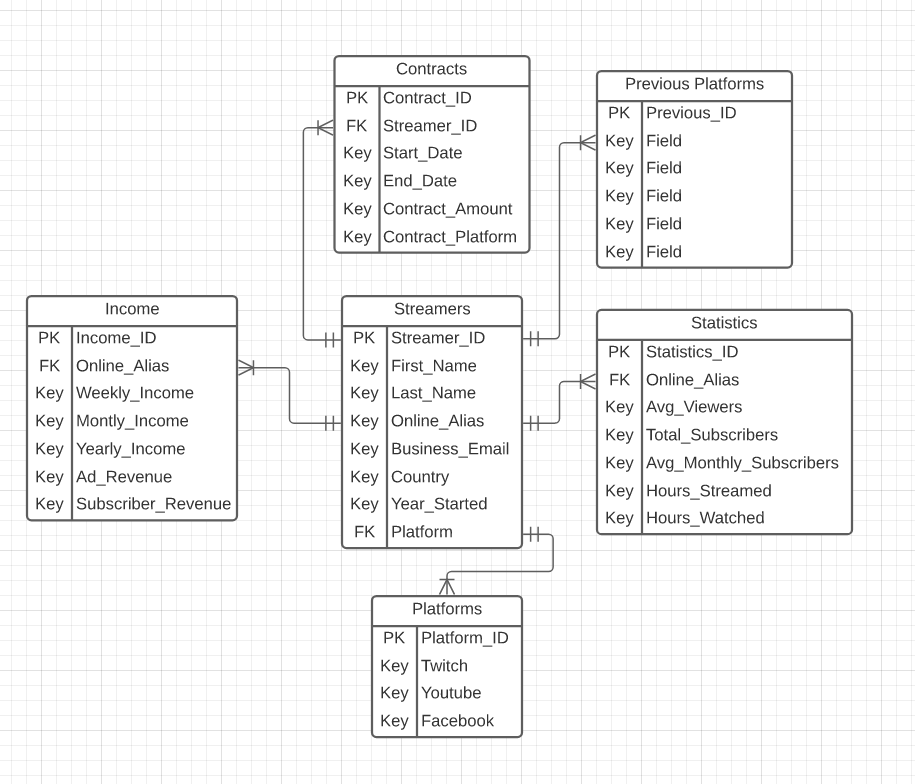 Contracts
PK Contract_ID
FK Streamer_ID
Key Start_Date
Key End_Date
Key Contract_Amount
Key Contract_Platform
Previous Platforms
PK Previous_ID
Key Field
Key Field
Key Field
Key Field
Key Field
Income
PK Income_ID
FK Online_Alias
Key Weekly_Income
Key Montly_Income
Key Yearly_Income
Key Ad_Revenue
Key Subscriber_Revenue
Streamers
PK Streamer_ID
Key First_Name
Key Last_Name
Key Online_Alias
Key Business_Email
Key Country
Key Year_Started
FK Platform
Statistics
PK Statistics_ID
FK Online_Alias
Key Avg_Viewers
Key Total_Subscribers
Key Avg_Monthly_Subscribers
Key Hours_Streamed
Key Hours_Watched
Platforms
PK Platform_ID
Key Twitch
Key Youtube
Key Facebook